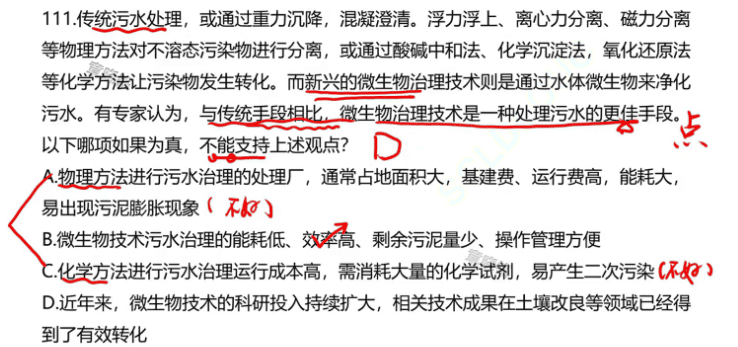 111.传统污水处理，或通过重力沉降，混凝澄清。浮力浮上、离心力分离、磁力分离
等物理方法对不溶态污染物进行分离，或通过酸碱中和法、化学沉淀法，氧化还原法
等化学方法让污染物发生转化。而新兴的微生物治理技术则是通过水体微生物来净化
污水。有专家认为，与传统手段相比，微生物治理技术是一种处理污水的更佳手段。
点
以下哪项如果为真，不能支持上述观点？ D
A.物理方法进行污水治理的处理厂，通常占地面积大，基建费、运行费高，能耗大，
易出现污泥膨胀现象（不好）
B.微生物技术污水治理的能耗低、效率高、剩余污泥量少、操作管理方便
C.化学方法进行污水治理运行成本高，需消耗大量的化学试剂，易产生二次污染（不好）
D.近年来，微生物技术的科研投入持续扩大，相关技术成果在土壤改良等领域已经得
到了有效转化